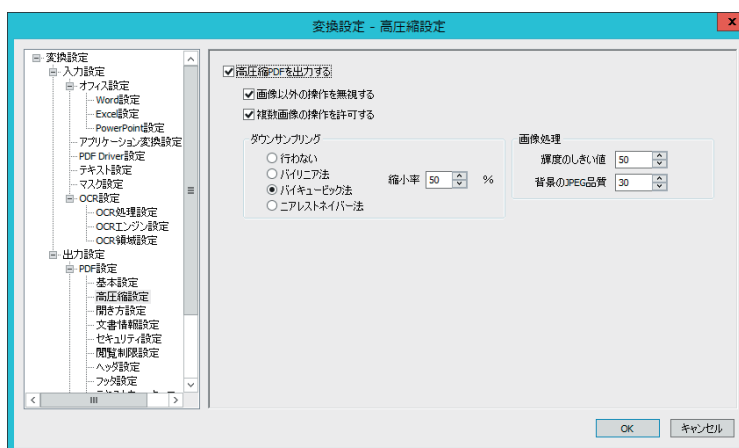 変換設定 - 高圧縮設定
x
変換設定
入力設定
オフィス設定
Word設定
Excel設定
PowerPoint設定
アプリケーション変換設定
PDF Driver設定
テキスト設定
マスク設定
OCR設定
OCR処理設定
OCRエンジン設定
OCR領域設定
出力設定
PDF設定
基本設定
高圧縮設定
開き方設定
文書情報設定
セキュリティ設定
閲覧制限設定
ヘッダ設定
フッタ設定
高圧縮PDFを出力する
画像以外の操作を無視する
複数画像の操作を許可する
ダウンサンプリング
行わない
バイリニア法
バイキュービック法
ニアレストネイバー法
縮小率 50 %
画像処理
輝度のしきい値 50
背景のJPEG品質 30
OK キャンセル